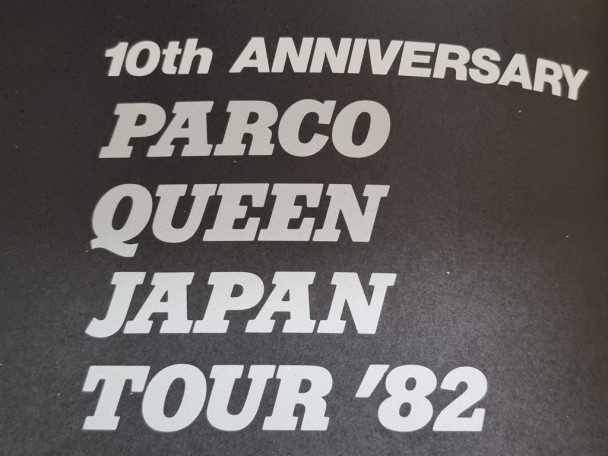 10th ANNIVERSARY
PARCO
QUEEN
JAPAN
TOUR '82